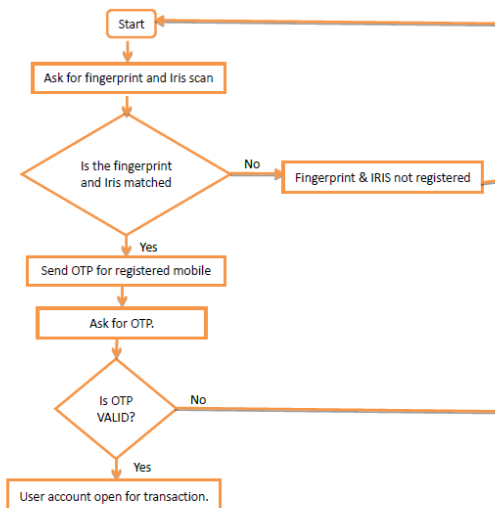 Start
Ask for fingerprint and Iris scan
Is the fingerprint
and Iris matched
No
Fingerprint & IRIS not registered
Yes
Send OTP for registered mobile
Ask for OTP.
Is OTP
VALID?
No
Yes
User account open for transaction.